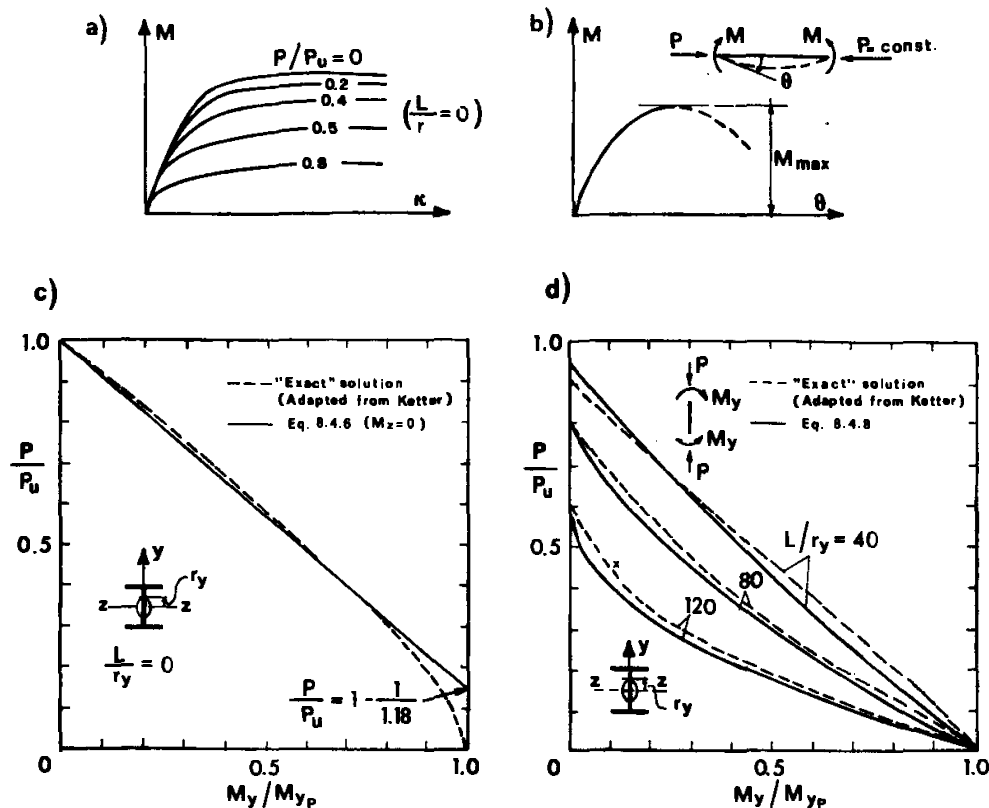 a)
M
P/Pu = 0
0.2
0.4
0.5
0.8
(L/r = 0)
κ
b)
M
P
M
M
P = const.
θ
Mmax
θ
c)
1.0
"Exact" solution
(Adapted from Ketter)
Eq. 8.4.6 (Mz=0)
P/Pu
0.5
y
ry
z
z
L/ry = 0
P/Pu = 1 - 1/1.18
0
0.5
1.0
My/Myp
d)
1.0
P
My
My
P
"Exact" solution
(Adapted from Ketter)
Eq. 8.4.8
P/Pu
L/ry = 40
0.5
x
80
120
y
z
z
ry
0
0.5
1.0
My/Myp